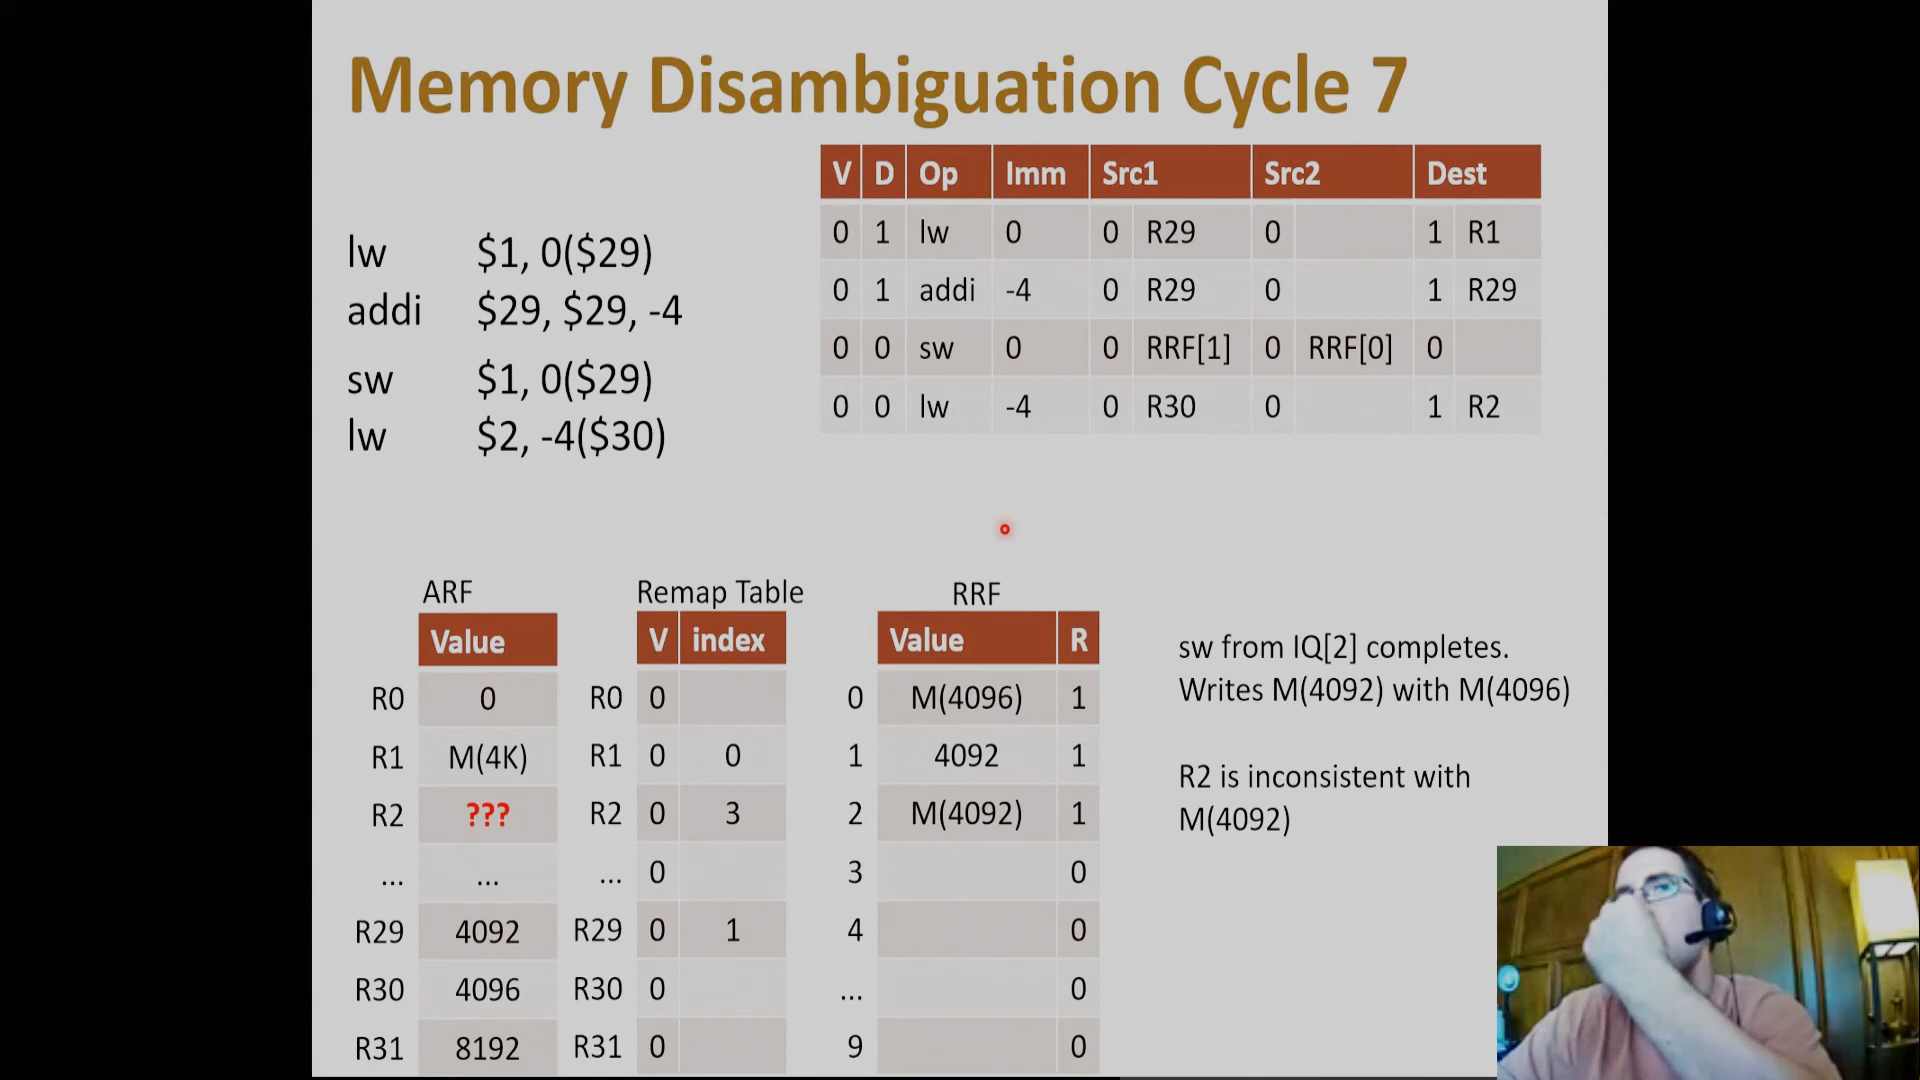 Memory Disambiguation Cycle 7
lw $1, 0($29)
addi $29, $29, -4
sw $1, 0($29)
lw $2, -4($30)
V D Op Imm Src1 Src2 Dest
0 1 lw 0 0 R29 0 1 R1
0 1 addi -4 0 R29 0 1 R29
0 0 sw 0 0 RRF[1] 0 RRF[0] 0
0 0 lw -4 0 R30 0 1 R2
ARF
Value
R0 0
R1 M(4K)
R2 ???
... ...
R29 4092
R30 4096
R31 8192
Remap Table
V index
R0 0
R1 0 0
R2 0 3
... 0
R29 0 1
R30 0
R31 0
RRF
Value R
0 M(4096) 1
1 4092 1
2 M(4092) 1
3 0
4 0
... 0
9 0
sw from IQ[2] completes.
Writes M(4092) with M(4096)
R2 is inconsistent with
M(4092)